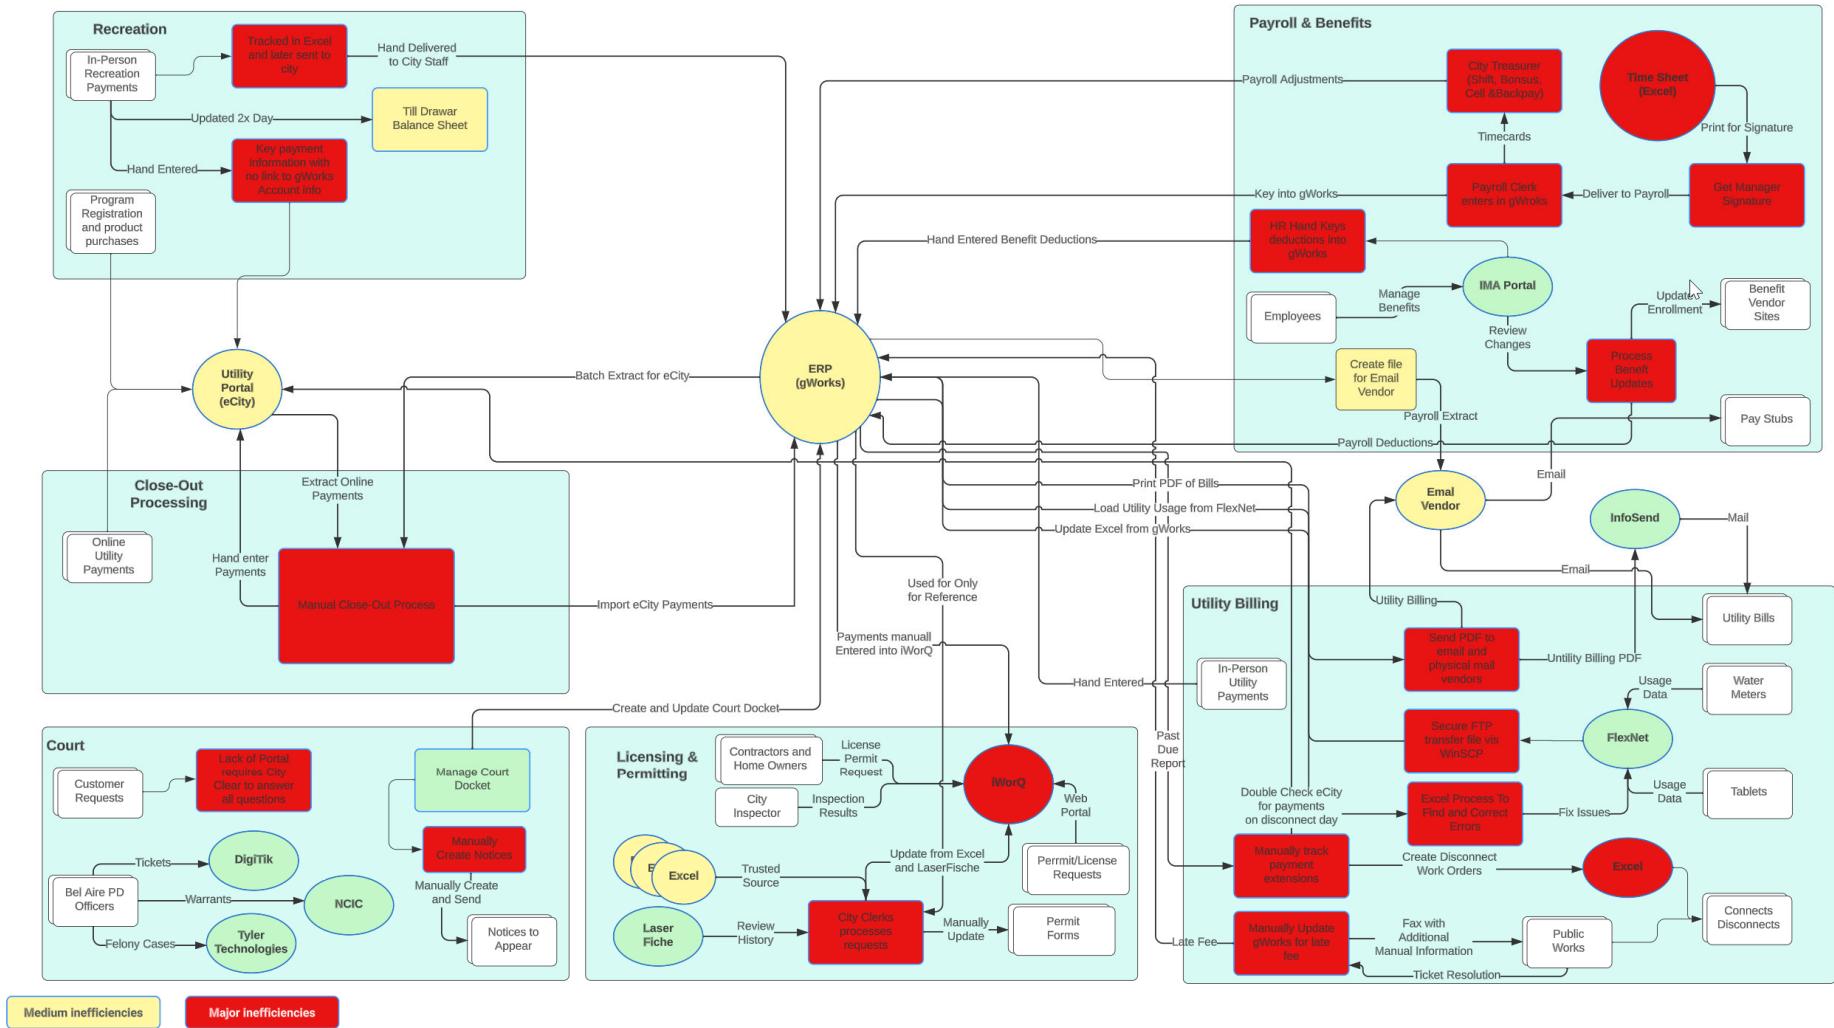 Recreation
In-Person
Recreation
Payments
Tracked in Excel
and later sent to
city
Hand Delivered
to City Staff
Updated 2x Day
Till Drawar
Balance Sheet
Hand Entered
Key payment
information with
no link to gWorks
Account info
Program
Registration
and product
purchases
Utility
Portal
(eCity)
Close-Out
Processing
Extract Online
Payments
Online
Utility
Payments
Hand enter
Payments
Manual Close-Out Process
Batch Extract for eCity
Import eCity Payments
ERP
(gWorks)
Payroll & Benefits
City Treasurer
(Shift, Bonsus,
Cell &Backpay)
Time Sheet
(Excel)
Payroll Adjustments
Print for Signature
Timecards
Payroll Clerk
enters in gWroks
Deliver to Payroll
Get Manager
Signature
Key into gWorks
HR Hand Keys
deductions into
gWorks
Hand Entered Benefit Deductions
IMA Portal
Employees
Manage
Benefits
Review
Changes
Update
Enrollment
Benefit
Vendor
Sites
Process
Beneft
Updates
Create file
for Email
Vendor
Payroll Extract
Pay Stubs
Payroll Deductions
Emal
Vendor
Email
InfoSend
Mail
Email
Print PDF of Bills
Load Utility Usage from FlexNet
Update Excel from gWorks
Used for Only
for Reference
Payments manuall
Entered into iWorQ
Utility Billing
Utility Billing
Utility Bills
Send PDF to
email and
physical mail
vendors
Untility Billing PDF
In-Person
Utility
Payments
Hand Entered
Usage
Data
Water
Meters
Secure FTP
transfer file vis
WinSCP
FlexNet
Past
Due
Report
Usage
Data
Tablets
Double Check eCity
for payments
on disconnect day
Excel Process To
Find and Correct
Errors
Fix Issues
Manually track
payment
extensions
Create Disconnect
Work Orders
Excel
Connects
Disconnects
Late Fee
Manually Update
gWorks for late
fee
Fax with
Additional
Manual Information
Public
Works
Ticket Resolution
Court
Create and Update Court Docket
Customer
Requests
Lack of Portal
requires City
Clear to answer
all questions
Manage Court
Docket
Manually
Create Notices
Manually Create
and Send
Notices to
Appear
Bel Aire PD
Officers
Tickets
DigiTik
Warrants
NCIC
Felony Cases
Tyler
Technologies
Licensing &
Permitting
Contractors and
Home Owners
License
Permit
Request
City
Inspector
Inspection
Results
iWorQ
Web
Portal
Perrmit/License
Requests
E
Excel
Trusted
Source
Update from Excel
and LaserFische
Laser
Fiche
Review
History
City Clerks
processes
requests
Manually
Update
Permit
Forms
Medium inefficiencies
Major inefficiencies